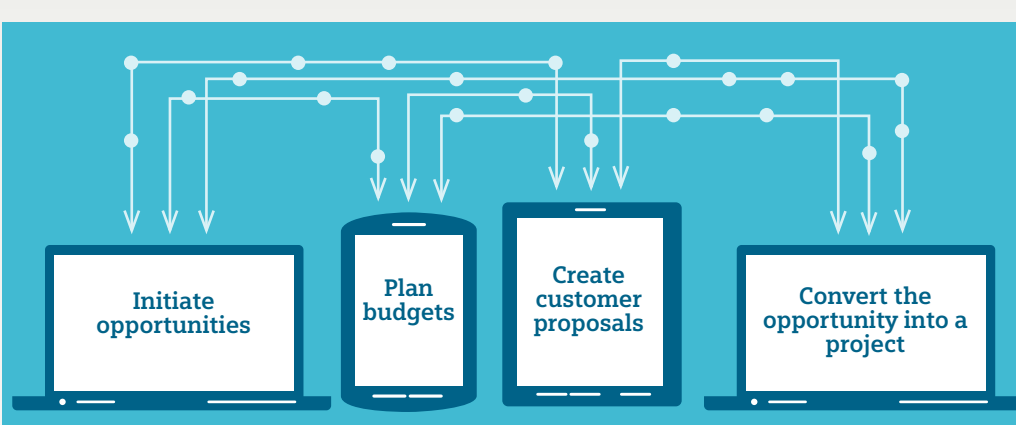 Initiate
opportunities
Plan
budgets
Create
customer
proposals
Convert the
opportunity into a
project